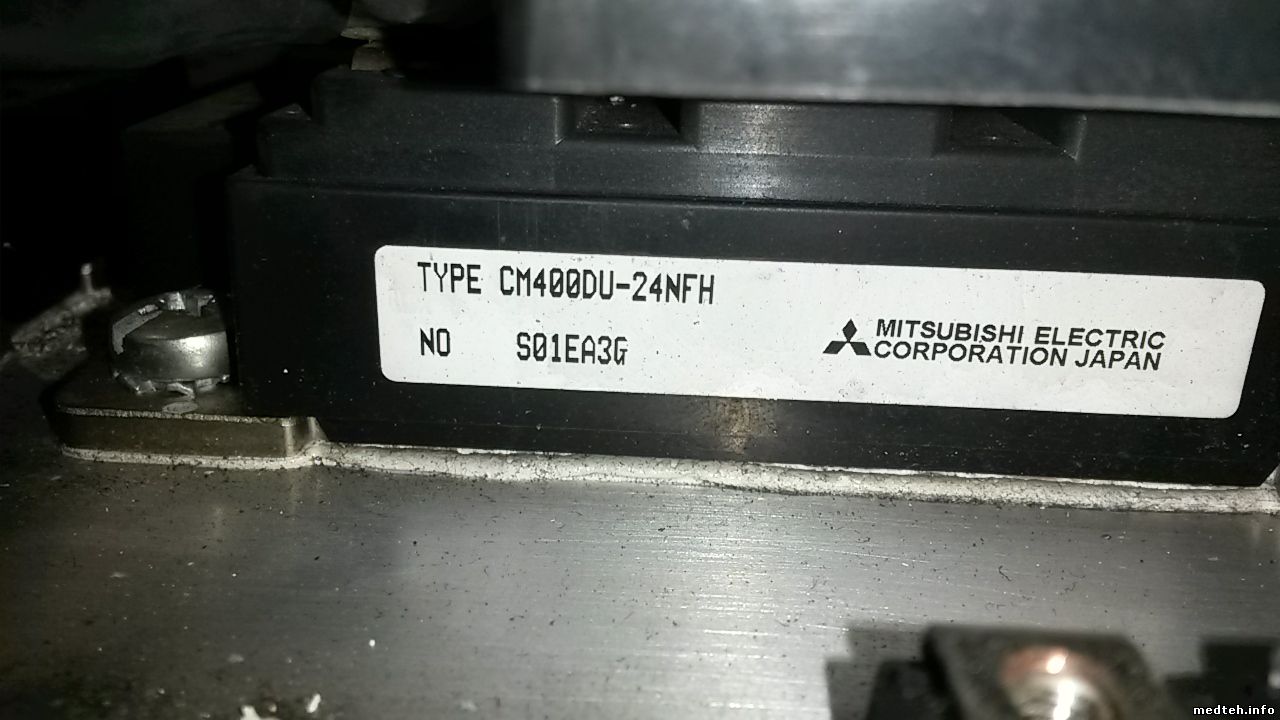 TYPE CM400DU-24NFH
NO S01EA3G
MITSUBISHI ELECTRIC
CORPORATION JAPAN
medteh.info